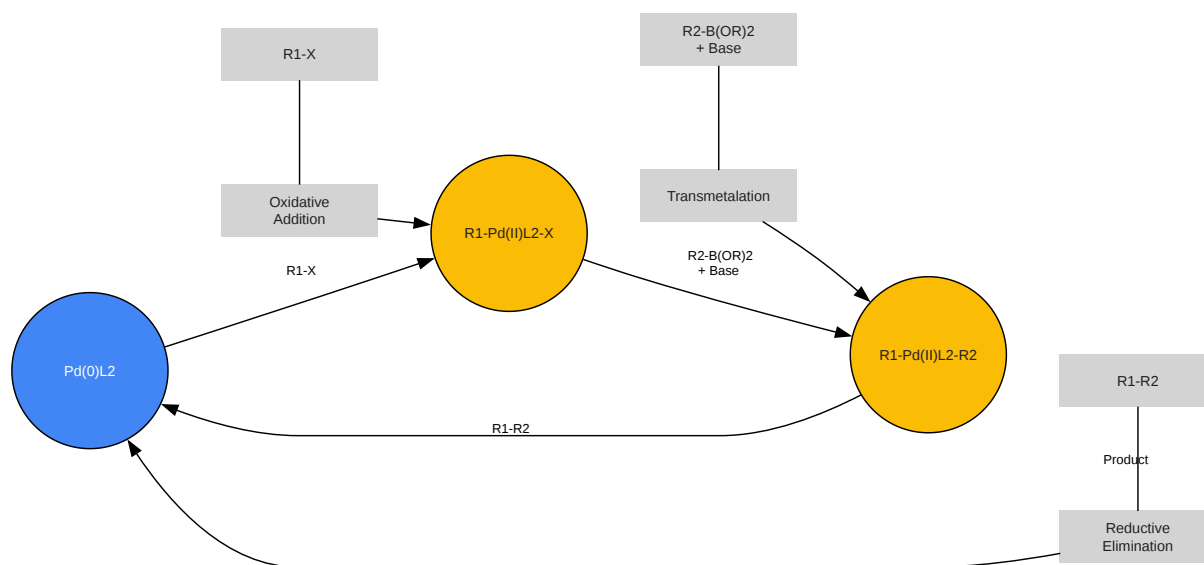 R1-X
R2-B(OR)2
+ Base
Oxidative
Addition
Transmetalation
R1-Pd(II)L2-X
R1-X
R2-B(OR)2
+ Base
Pd(0)L2
R1-Pd(II)L2-R2
R1-R2
R1-R2
Product
Reductive
Elimination